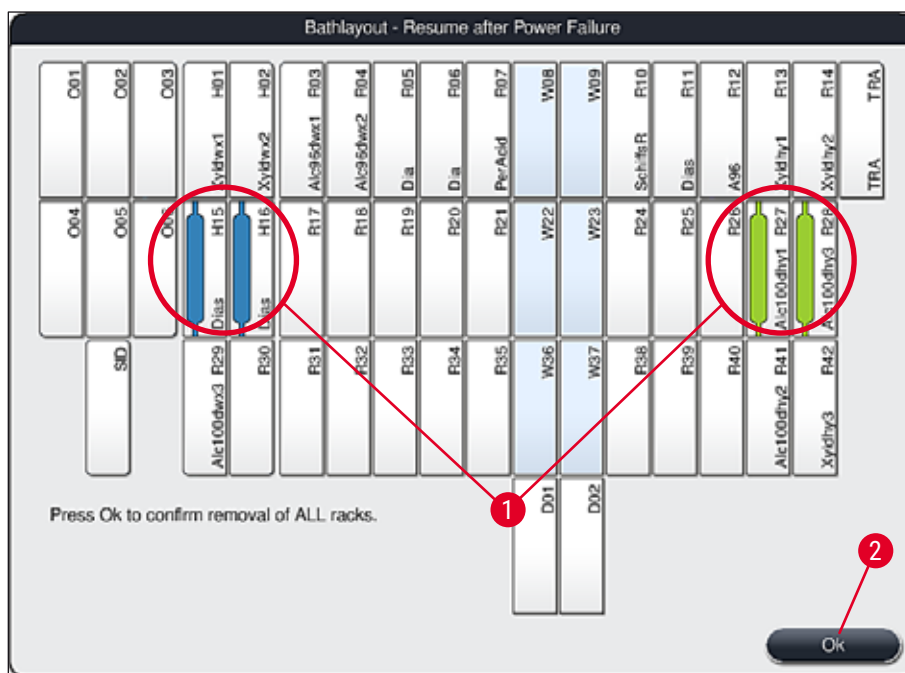 Bathlayout - Resume after Power Failure
O01
O02
O03
Xyldwx1 H01
Xyldwx2 H02
Alc96dwx1 R03
Alc96dwx2 R04
Dia R05
Dia R06
PerAcid R07
W08
W09
SchiffsR R10
Dias R11
A96 R12
Xyldhy1 R13
Xyldhy2 R14
TRA TRA
O04
O05
O06
Dias H15
Dias H16
R17
R18
R19
R20
R21
W22
W23
R24
R25
R26
Alc100dhy1 R27
Alc100dhy3 R28
SID
Alc100dwx3 R29
R30
R31
R32
R33
R34
R35
W36
W37
R38
R39
R40
Alc100dhy2 R41
Xyldhy3 R42
1
Press Ok to confirm removal of ALL racks.
D01
D02
2
Ok